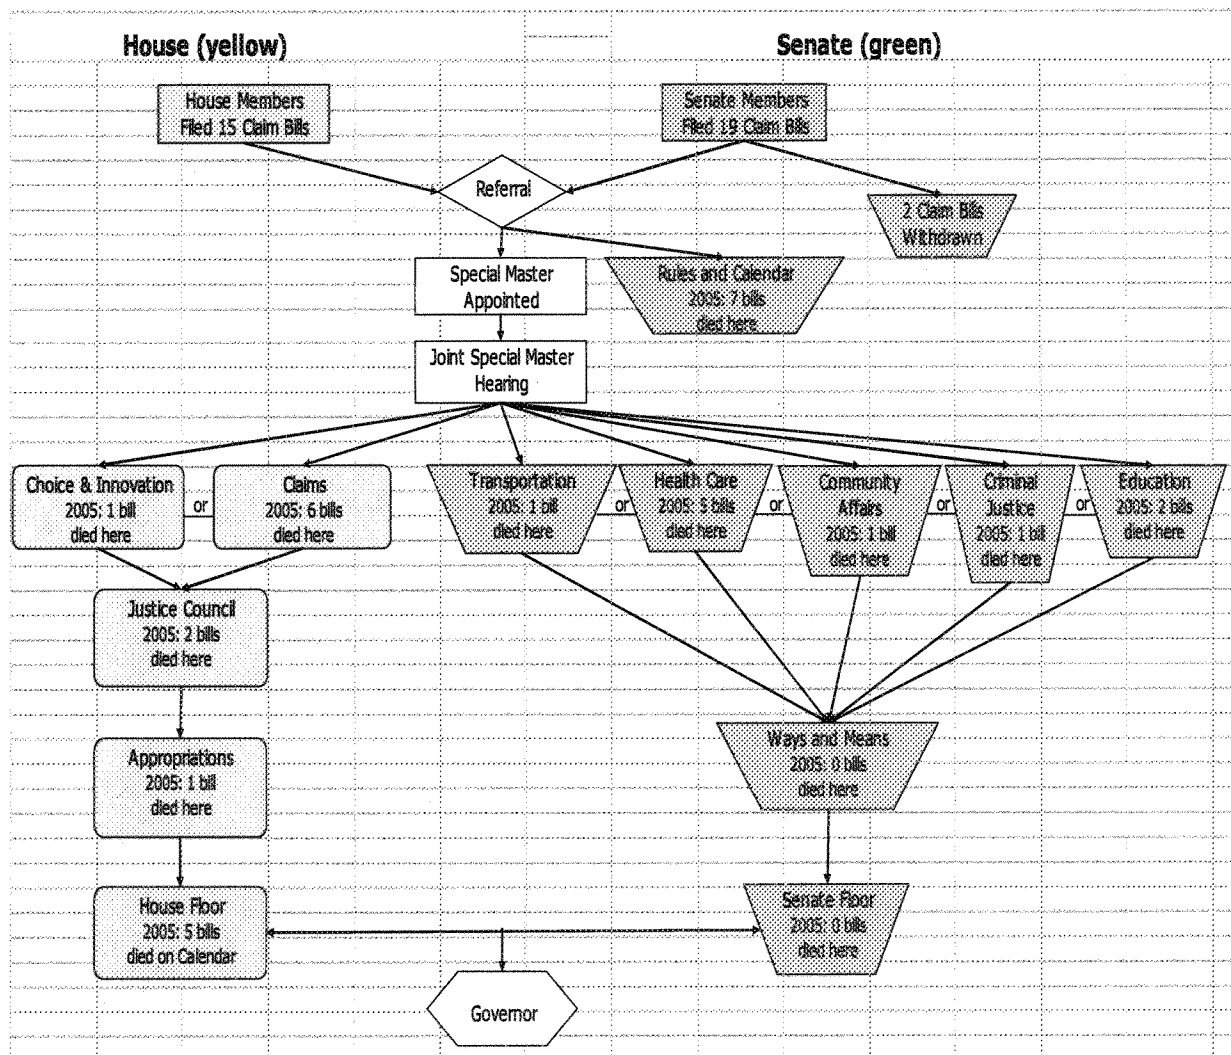 House (yellow)
Senate (green)
House Members
Filed 15 Claim Bills
Senate Members
Filed 19 Claim Bills
Referral
2 Claim Bills
Withdrawn
Special Master
Appointed
Rules and Calendar
2005: 7 bills
died here
Joint Special Master
Hearing
Choice & Innovation
2005: 1 bill
died here
or
Claims
2005: 6 bills
died here
Transportation
2005: 1 bill
died here
or
Health Care
2005: 5 bills
died here
or
Community
Affairs
2005: 1 bill
died here
or
Criminal
Justice
2005: 1 bill
died here
or
Education
2005: 2 bills
died here
Justice Council
2005: 2 bills
died here
Appropriations
2005: 1 bill
died here
Ways and Means
2005: 0 bills
died here
House Floor
2005: 5 bills
died on Calendar
Senate Floor
2005: 0 bills
died here
Governor